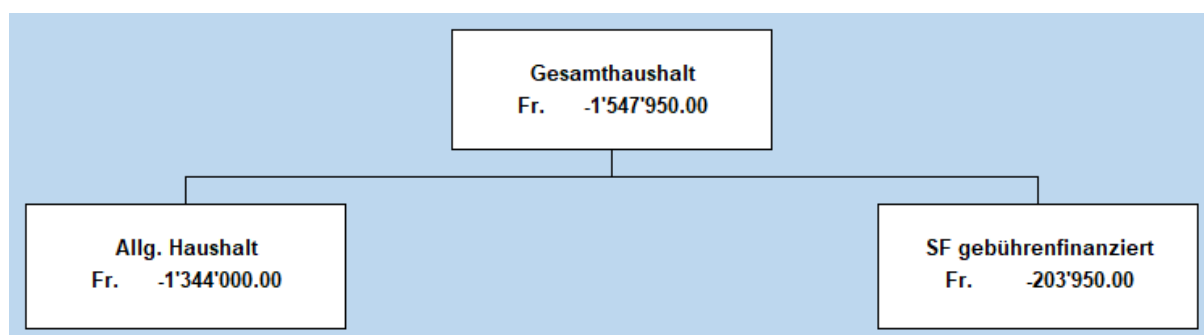 Gesamthaushalt
Fr. -1'547'950.00
Allg. Haushalt
Fr. -1'344'000.00
SF gebührenfinanziert
Fr. -203'950.00